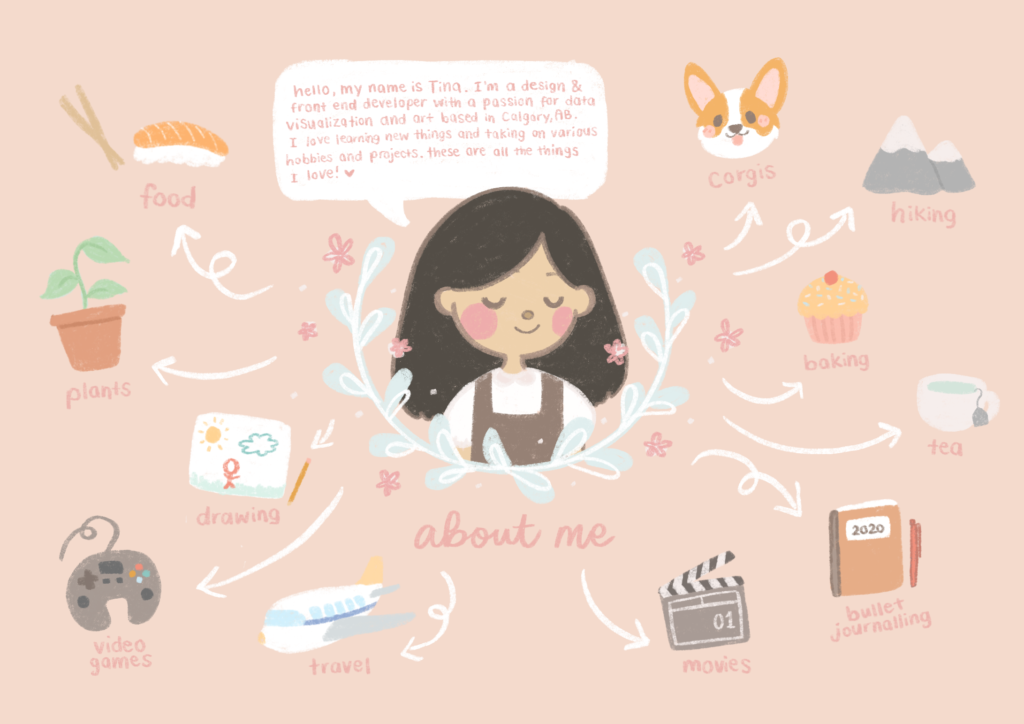 hello, my name is Tina. I'm a design &
front end developer with a passion for data
visualization and art based in Calgary, AB.
I love learning new things and taking on various
hobbies and projects. these are all the things
I love! ♥
food
corgis
hiking
plants
baking
tea
drawing
about me
2020
bullet
journalling
video
games
travel
01
movies